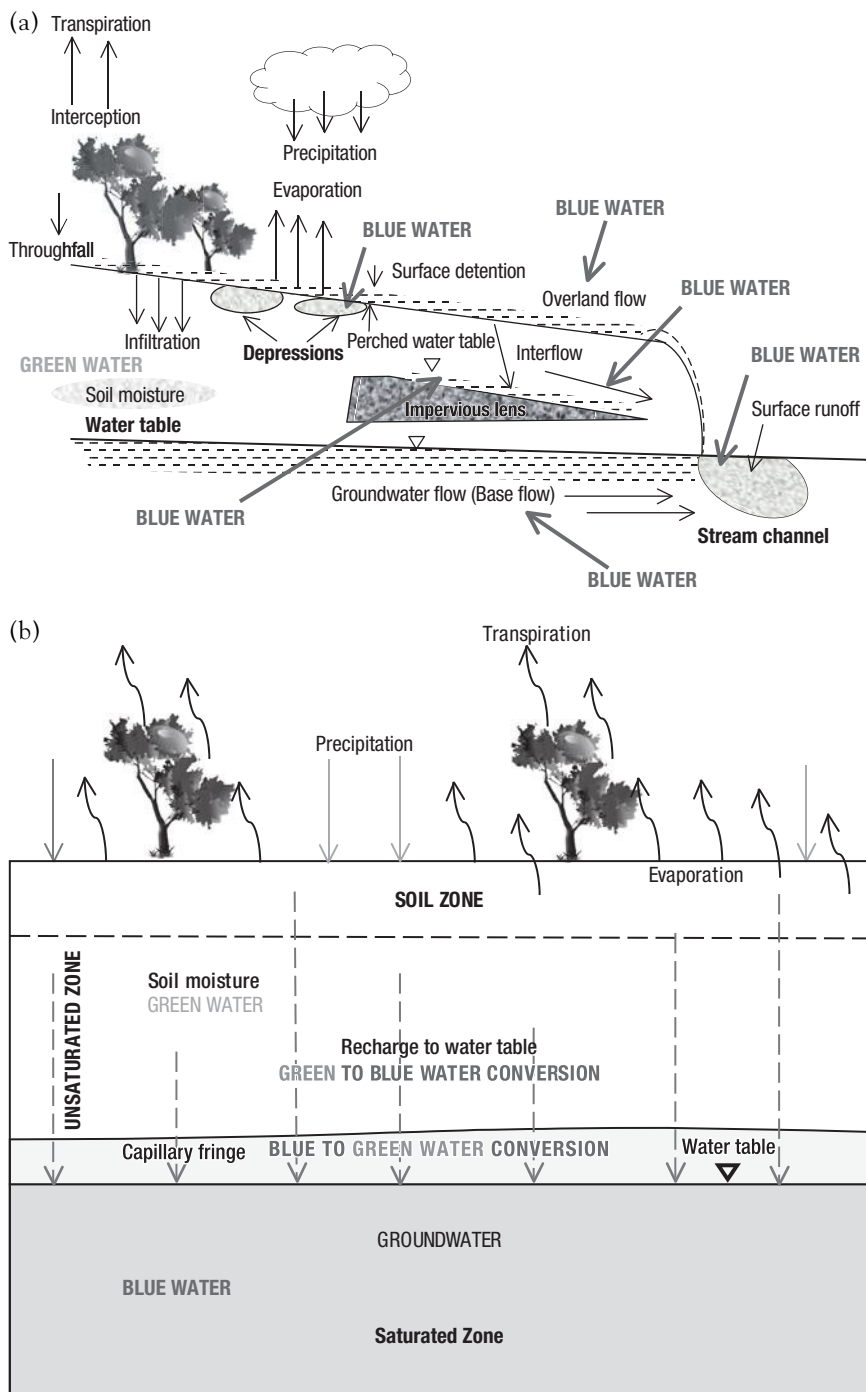 (a)
Transpiration
Interception
Precipitation
Evaporation
BLUE WATER
BLUE WATER
Throughfall
Surface detention
Overland flow
BLUE WATER
Infiltration
Depressions
Perched water table
Interflow
BLUE WATER
GREEN WATER
Soil moisture
Impervious lens
Surface runoff
Water table
Groundwater flow (Base flow)
BLUE WATER
Stream channel
BLUE WATER
(b)
Transpiration
Precipitation
Evaporation
SOIL ZONE
UNSATURATED ZONE
Soil moisture
GREEN WATER
Recharge to water table
GREEN TO BLUE WATER CONVERSION
Capillary fringe
BLUE TO GREEN WATER CONVERSION
Water table
GROUNDWATER
BLUE WATER
Saturated Zone